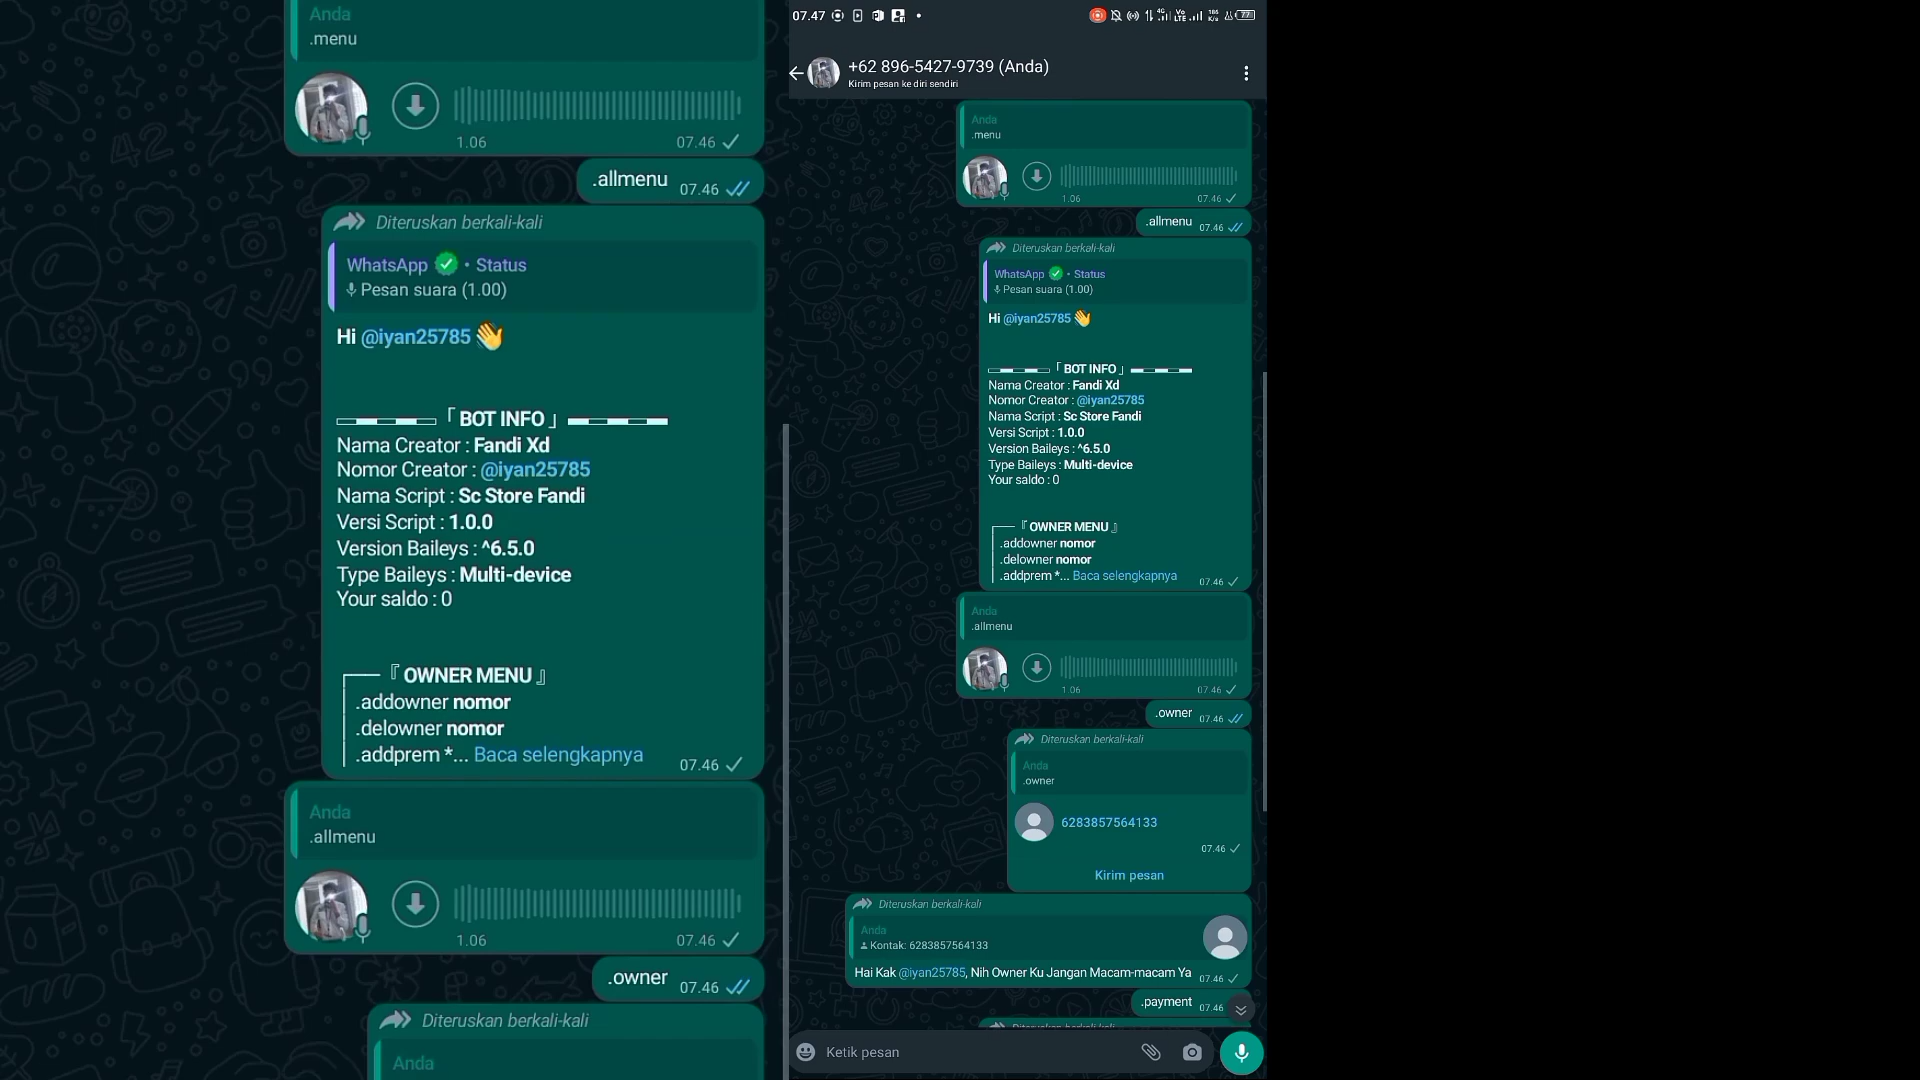 Anda
.menu
1.06
07.46
.allmenu 07.46
Diteruskan berkali-kali
WhatsApp • Status
Pesan suara (1.00)
Hi @iyan25785 👋
「 BOT INFO 」
Nama Creator : Fandi Xd
Nomor Creator : @iyan25785
Nama Script : Sc Store Fandi
Versi Script : 1.0.0
Version Baileys : ^6.5.0
Type Baileys : Multi-device
Your saldo : 0
『 OWNER MENU 』
.addowner nomor
.delowner nomor
.addprem *... Baca selengkapnya 07.46
Anda
.allmenu
1.06
07.46
.owner 07.46
Diteruskan berkali-kali
Anda
07.47
4G
Vo LTE
186 K/s
77
+62 896-5427-9739 (Anda)
Kirim pesan ke diri sendiri
Anda
.menu
1.06
07.46
.allmenu 07.46
Diteruskan berkali-kali
WhatsApp • Status
Pesan suara (1.00)
Hi @iyan25785 👋
「 BOT INFO 」
Nama Creator : Fandi Xd
Nomor Creator : @iyan25785
Nama Script : Sc Store Fandi
Versi Script : 1.0.0
Version Baileys : ^6.5.0
Type Baileys : Multi-device
Your saldo : 0
『 OWNER MENU 』
.addowner nomor
.delowner nomor
.addprem *... Baca selengkapnya 07.46
Anda
.allmenu
1.06
07.46
.owner 07.46
Diteruskan berkali-kali
Anda
.owner
6283857564133
07.46
Kirim pesan
Diteruskan berkali-kali
Anda
Kontak: 6283857564133
Hai Kak @iyan25785, Nih Owner Ku Jangan Macam-macam Ya 07.46
.payment 07.46
Diteruskan berkali-kali
Ketik pesan